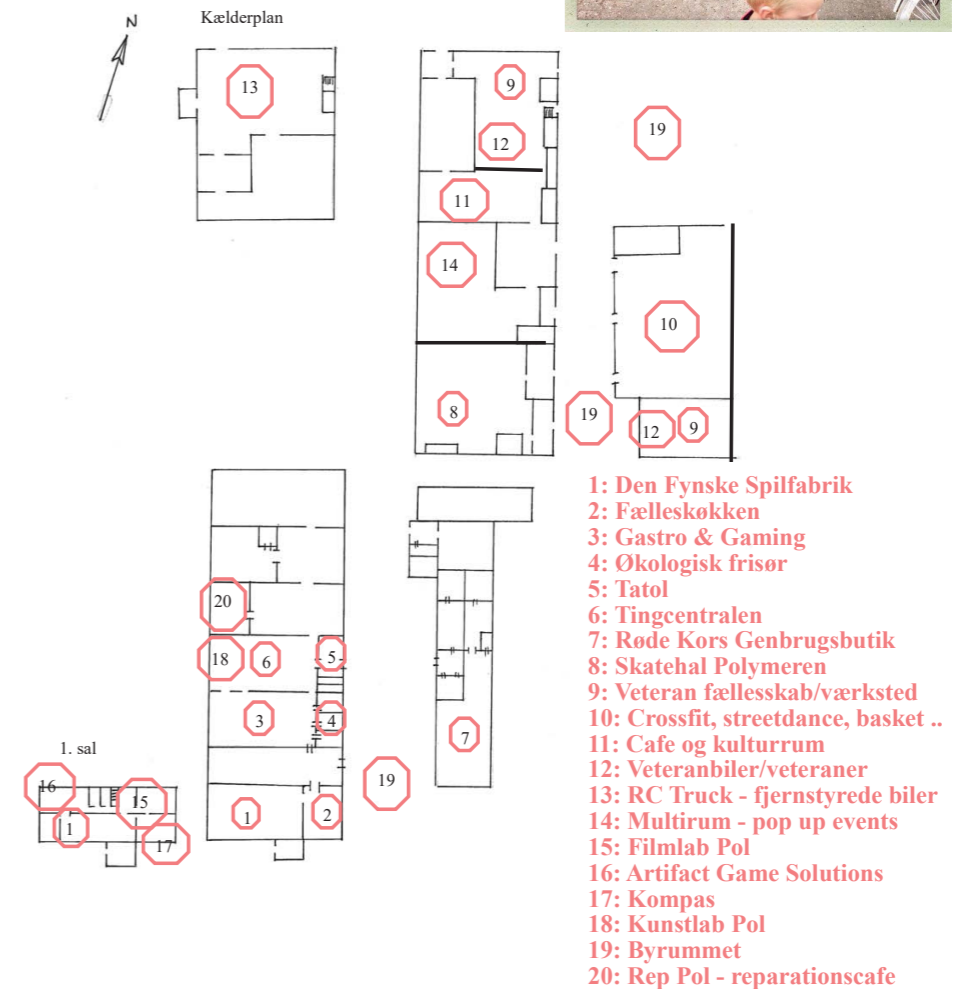 Kælderplan
N
13
9
12
11
14
8
19
10
19
12
9
20
18
6
5
3
4
1
2
19
7
1. sal
16
15
1
17
1: Den Fynske Spilfabrik
2: Fælleskøkken
3: Gastro & Gaming
4: Økologisk frisør
5: Tatol
6: Tingcentralen
7: Røde Kors Genbrugsbutik
8: Skatehal Polymeren
9: Veteran fællesskab/værksted
10: Crossfit, streetdance, basket ..
11: Cafe og kulturrum
12: Veteranbiler/veteraner
13: RC Truck - fjernstyrede biler
14: Multirum - pop up events
15: Filmlab Pol
16: Artifact Game Solutions
17: Kompas
18: Kunstlab Pol
19: Byrummet
20: Rep Pol - reparationscafe